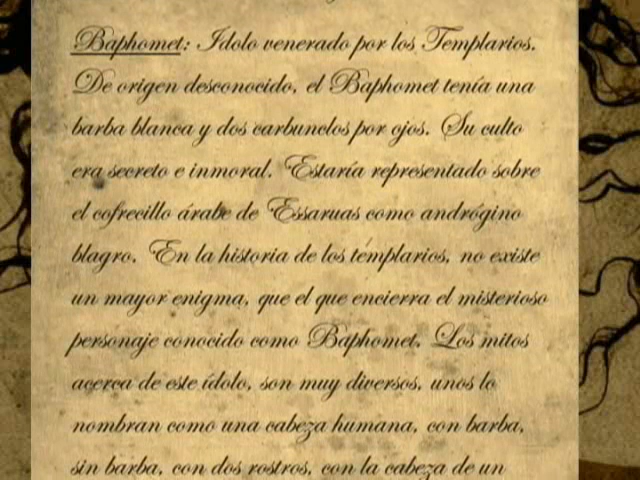 Baphomet: Idolo venerado por los Templarios.
De origen desconocido, el Baphomet tenía una
barba blanca y dos carbunclos por ojos. Su culto
era secreto e inmoral. Estaría representado sobre
el cofrecillo árabe de Essaruas como andrógino
blagro. En la historia de los témplarios, no existe
un mayor enigma, que el que encierra el misterioso
personaje conocido como Baphomet. Los mitos
acerca de este ídolo, son muy diversos, unos lo
nombran como una cabeza humana, con barba,
sin barba, con dos rostros, con la cabeza de un